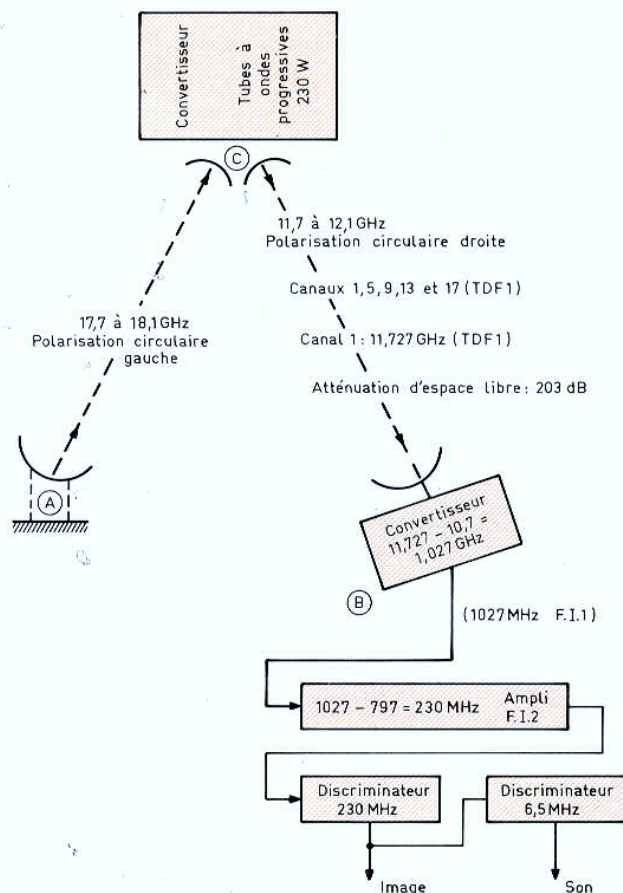 Convertisseur
Tubes à
ondes
progressives
230 W
C
11,7 à 12,1 GHz
Polarisation circulaire droite
Canaux 1,5,9,13 et 17 (TDF1)
17,7 à 18,1 GHz
Polarisation circulaire
gauche
Canal 1: 11,727 GHz (TDF1)
Atténuation d'espace libre: 203 dB
A
Convertisseur
11,727 – 10,7 =
1,027 GHz
B
(1027 MHz F.I.1)
1027 – 797 = 230 MHz
Ampli
F.I.2
Discriminateur
230 MHz
Discriminateur
6,5 MHz
Image
Son